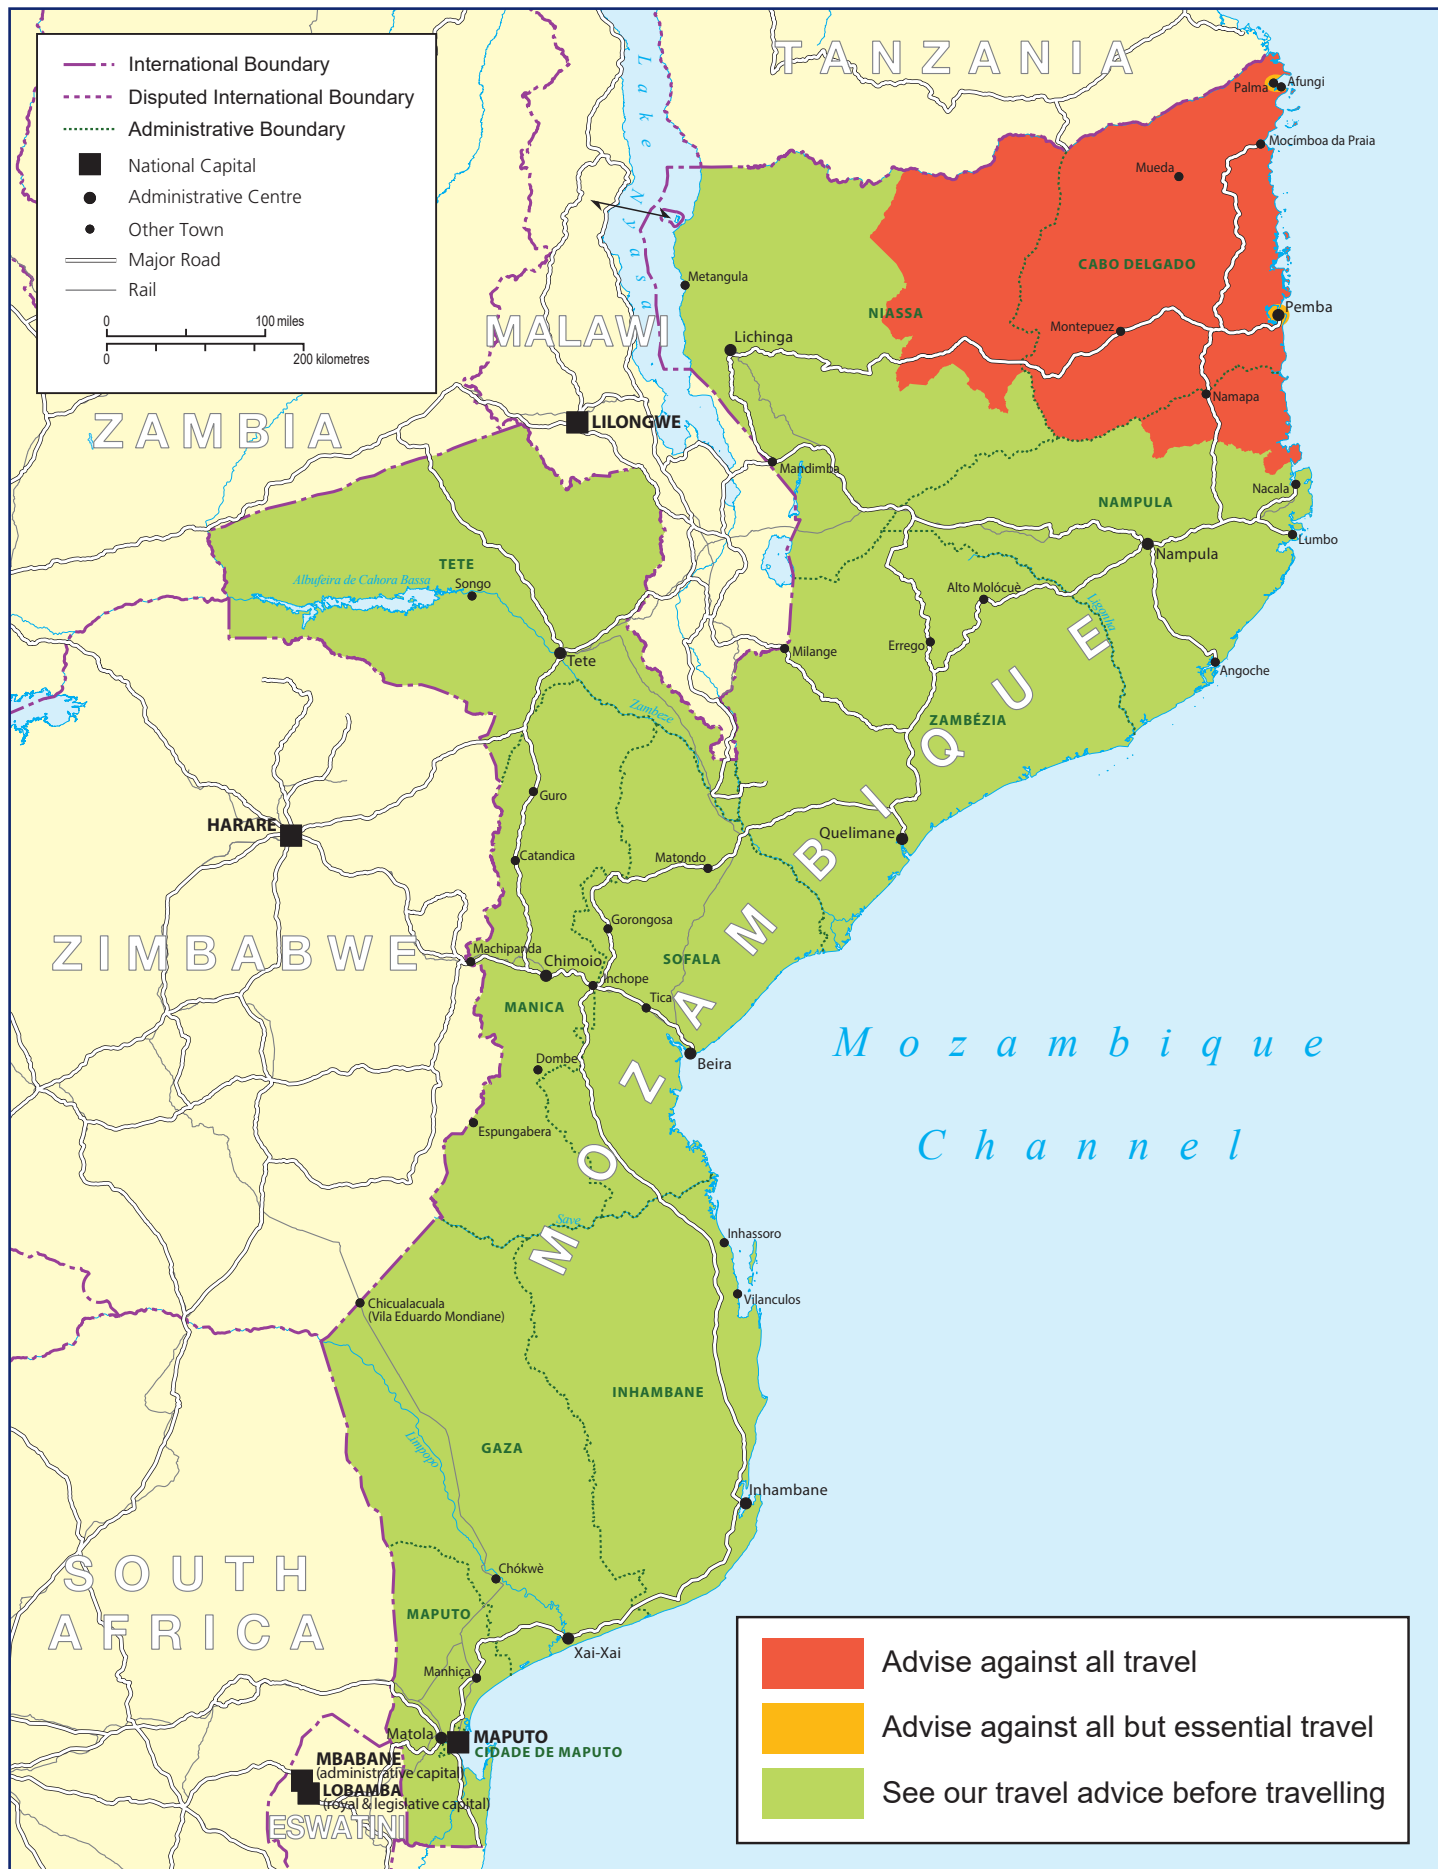 International Boundary
Disputed International Boundary
Administrative Boundary
National Capital
Administrative Centre
Other Town
Major Road
Rail
0 100 miles
0 200 kilometres
TANZANIA
Lake Nyasa
Palma
Afungi
Mocímboa da Praia
Mueda
CABO DELGADO
Metangula
NIASSA
Pemba
MALAWI
Lichinga
Montepuez
Namapa
ZAMBIA
LILONGWE
Mandimba
Nacala
NAMPULA
Lumbo
Nampula
TETE
Albufeira de Cahora Bassa
Songo
Alto Molócuè
Ligonha
Errego
Milange
Tete
Angoche
Zambeze
ZAMBÉZIA
MOZAMBIQUE
Guro
HARARE
Quelimane
Catandica
Matondo
Gorongosa
ZIMBABWE
Machipanda
Chimoio
SOFALA
Inchope
Tica
MANICA
Beira
Dombe
Espungabera
Mozambique
Channel
Save
Inhassoro
Vilanculos
Chicualacuala
(Vila Eduardo Mondiane)
INHAMBANE
GAZA
Limpopo
Inhambane
SOUTH
AFRICA
Chókwè
MAPUTO
Xai-Xai
Manhiça
Matola
MAPUTO
CIDADE DE MAPUTO
MBABANE
(administrative capital)
LOBAMBA
(royal & legislative capital)
ESWATINI
Advise against all travel
Advise against all but essential travel
See our travel advice before travelling